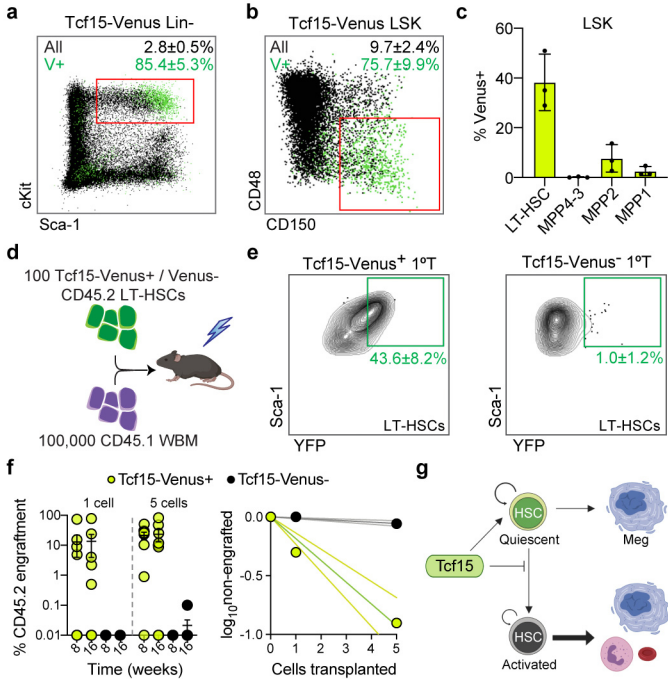 a
Tcf15-Venus Lin-
All 2.8±0.5%
V+ 85.4±5.3%
cKit
Sca-1
b
Tcf15-Venus LSK
All 9.7±2.4%
V+ 75.7±9.9%
CD48
CD150
c
LSK
% Venus+
60
40
20
0
LT-HSC
MPP4-3
MPP2
MPP1
d
100 Tcf15-Venus+ / Venus-
CD45.2 LT-HSCs
100,000 CD45.1 WBM
e
Tcf15-Venus+ 1ºT
43.6±8.2%
LT-HSCs
Sca-1
YFP
Tcf15-Venus- 1ºT
1.0±1.2%
LT-HSCs
Sca-1
YFP
f
Tcf15-Venus+ Tcf15-Venus-
1 cell 5 cells
% CD45.2 engraftment
100
10
1
0.1
0.01
8 16 8 16 8 16 8 16
Time (weeks)
log10non-engrafted
0.0
-0.5
-1.0
0 1 2 3 4 5
Cells transplanted
g
HSC
Quiescent
Meg
Tcf15
HSC
Activated